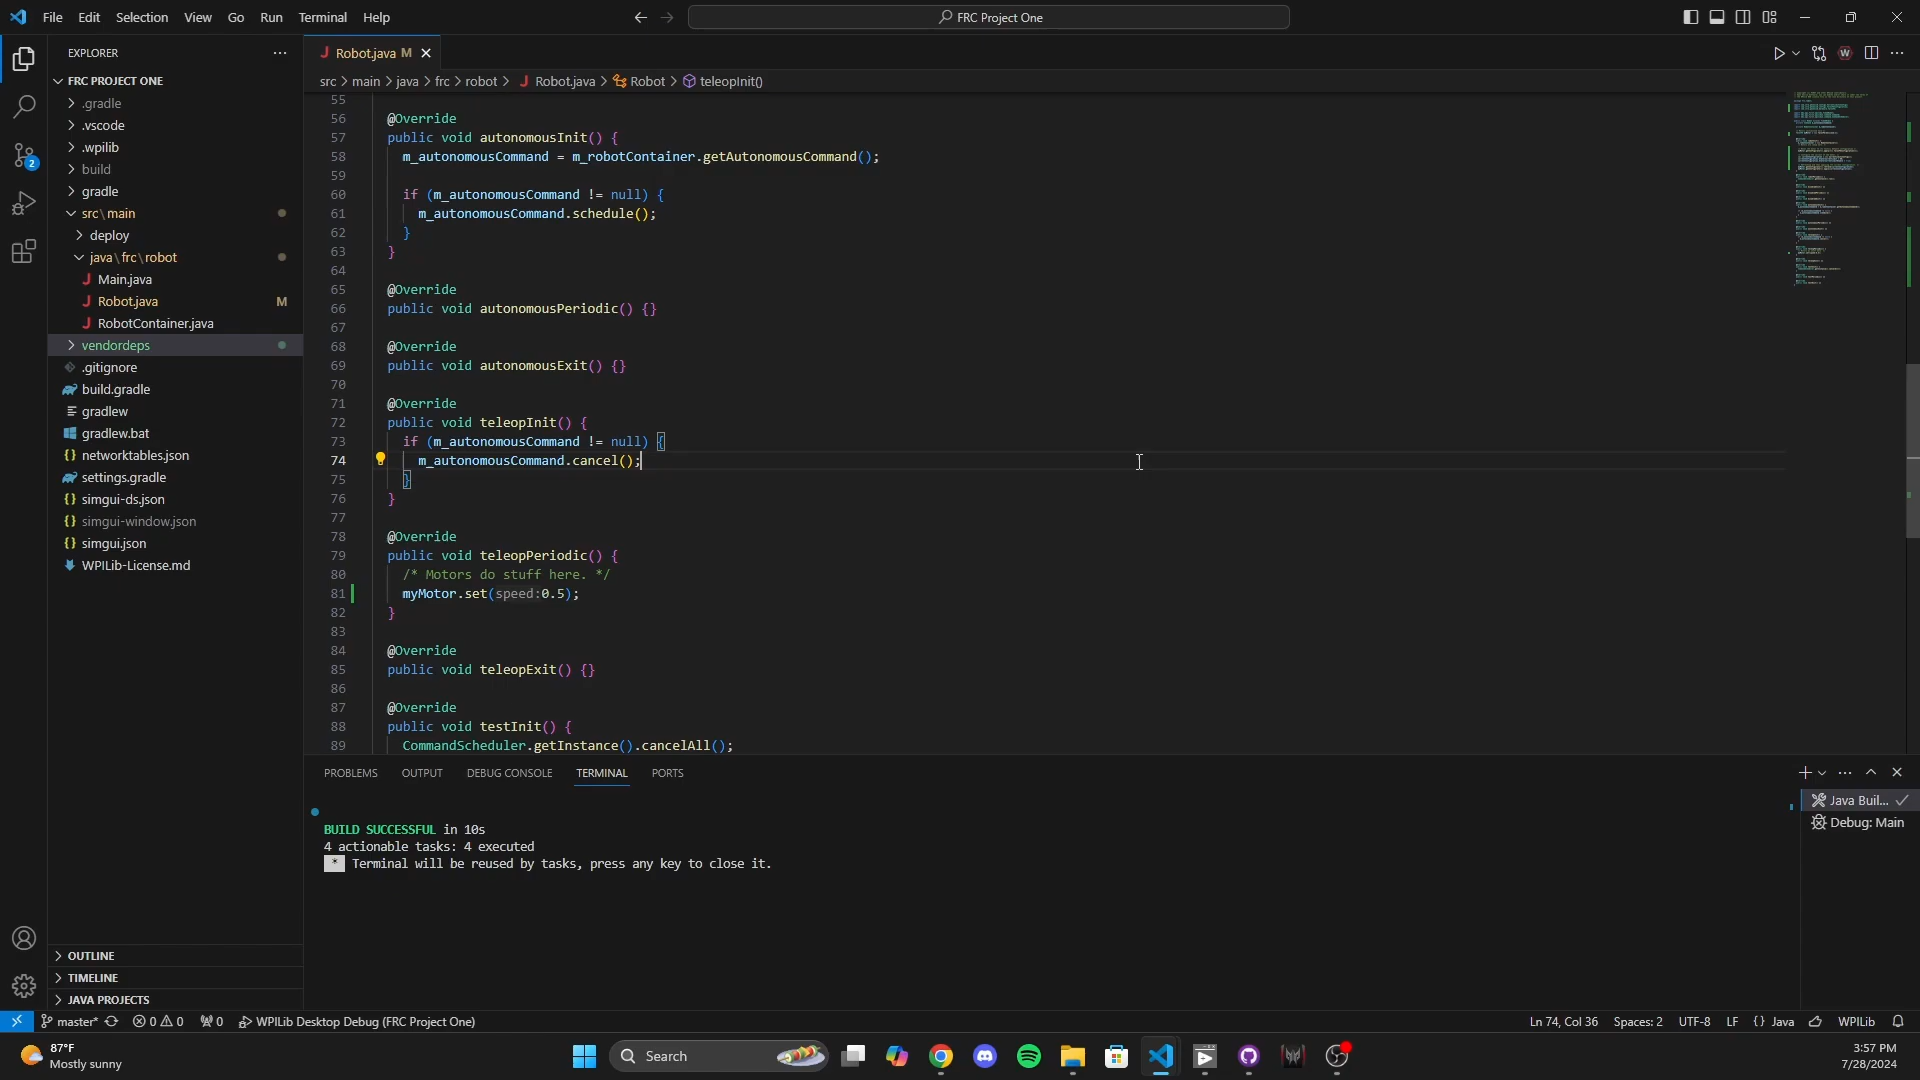 File Edit Selection View Go Run Terminal Help
FRC Project One
EXPLORER
FRC PROJECT ONE
.gradle
.vscode
.wpilib
build
gradle
src\main
deploy
java\frc\robot
Main.java
Robot.java M
RobotContainer.java
vendordeps
.gitignore
build.gradle
gradlew
gradlew.bat
networktables.json
settings.gradle
simgui-ds.json
simgui-window.json
simgui.json
WPILib-License.md
OUTLINE
TIMELINE
JAVA PROJECTS
Robot.java M
src > main > java > frc > robot > Robot.java > Robot > teleopInit()
55
56 @Override
57 public void autonomousInit() {
58 m_autonomousCommand = m_robotContainer.getAutonomousCommand();
59
60 if (m_autonomousCommand != null) {
61 m_autonomousCommand.schedule();
62 }
63 }
64
65 @Override
66 public void autonomousPeriodic() {}
67
68 @Override
69 public void autonomousExit() {}
70
71 @Override
72 public void teleopInit() {
73 if (m_autonomousCommand != null) {
74 m_autonomousCommand.cancel();
75 }
76 }
77
78 @Override
79 public void teleopPeriodic() {
80 /* Motors do stuff here. */
81 myMotor.set(speed:0.5);
82 }
83
84 @Override
85 public void teleopExit() {}
86
87 @Override
88 public void testInit() {
89 CommandScheduler.getInstance().cancelAll();
PROBLEMS OUTPUT DEBUG CONSOLE TERMINAL PORTS
BUILD SUCCESSFUL in 10s
4 actionable tasks: 4 executed
* Terminal will be reused by tasks, press any key to close it.
Java Buil...
Debug: Main
2
master* 0 0 0 WPILib Desktop Debug (FRC Project One)
Ln 74, Col 36 Spaces: 2 UTF-8 LF {} Java WPILib
87°F
Mostly sunny
Search
3:57 PM
7/28/2024